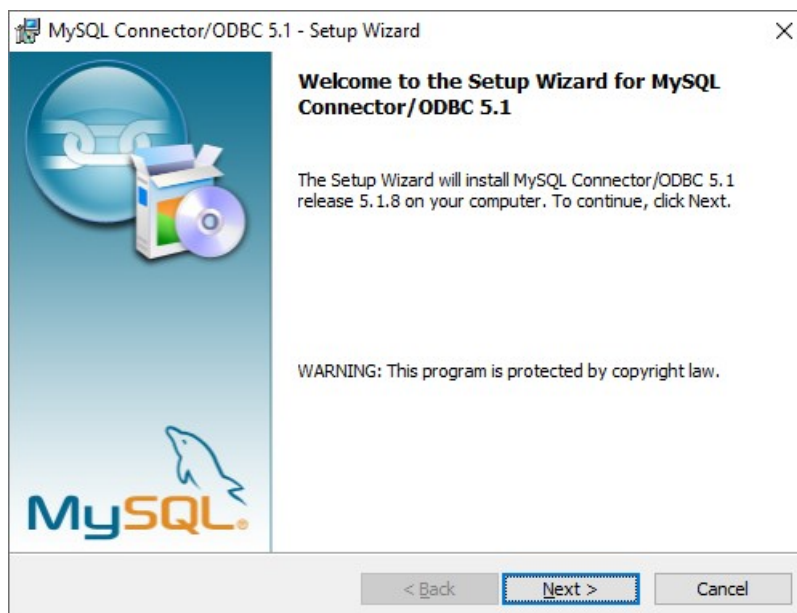 MySQL Connector/ODBC 5.1 - Setup Wizard
Welcome to the Setup Wizard for MySQL
Connector/ODBC 5.1
The Setup Wizard will install MySQL Connector/ODBC 5.1
release 5.1.8 on your computer. To continue, click Next.
WARNING: This program is protected by copyright law.
MySQL®
< Back Next > Cancel